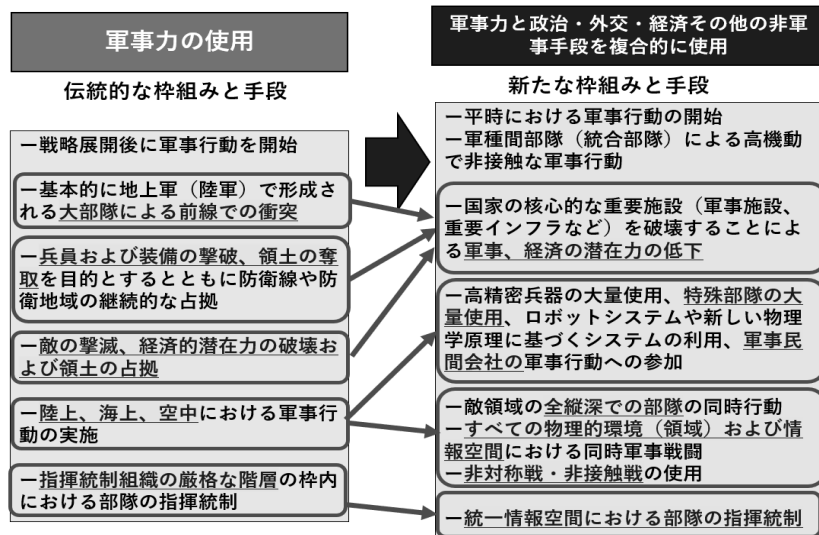 軍事力の使用
伝統的な枠組みと手段
ー戦略展開後に軍事行動を開始
ー基本的に地上軍（陸軍）で形成さ
れる大部隊による前線での衝突
ー兵員および装備の撃破、領土の奪
取を目的とするとともに防衛線や防
衛地域の継続的な占拠
ー敵の撃滅、経済的潜在力の破壊お
よび領土の占拠
ー陸上、海上、空中における軍事行
動の実施
ー指揮統制組織の厳格な階層の枠内
における部隊の指揮統制
軍事力と政治・外交・経済その他の非軍
事手段を複合的に使用
新たな枠組みと手段
ー平時における軍事行動の開始
ー軍種間部隊（統合部隊）による高機動
で非接触な軍事行動
ー国家の核心的な重要施設（軍事施設、
重要インフラなど）を破壊することによ
る軍事、経済の潜在力の低下
ー高精密兵器の大量使用、特殊部隊の大
量使用、ロボットシステムや新しい物理
学原理に基づくシステムの利用、軍事民
間会社の軍事行動への参加
ー敵領域の全縦深での部隊の同時行動
ーすべての物理的環境（領域）および情
報空間における同時軍事戦闘
ー非対称戦・非接触戦の使用
ー統一情報空間における部隊の指揮統制